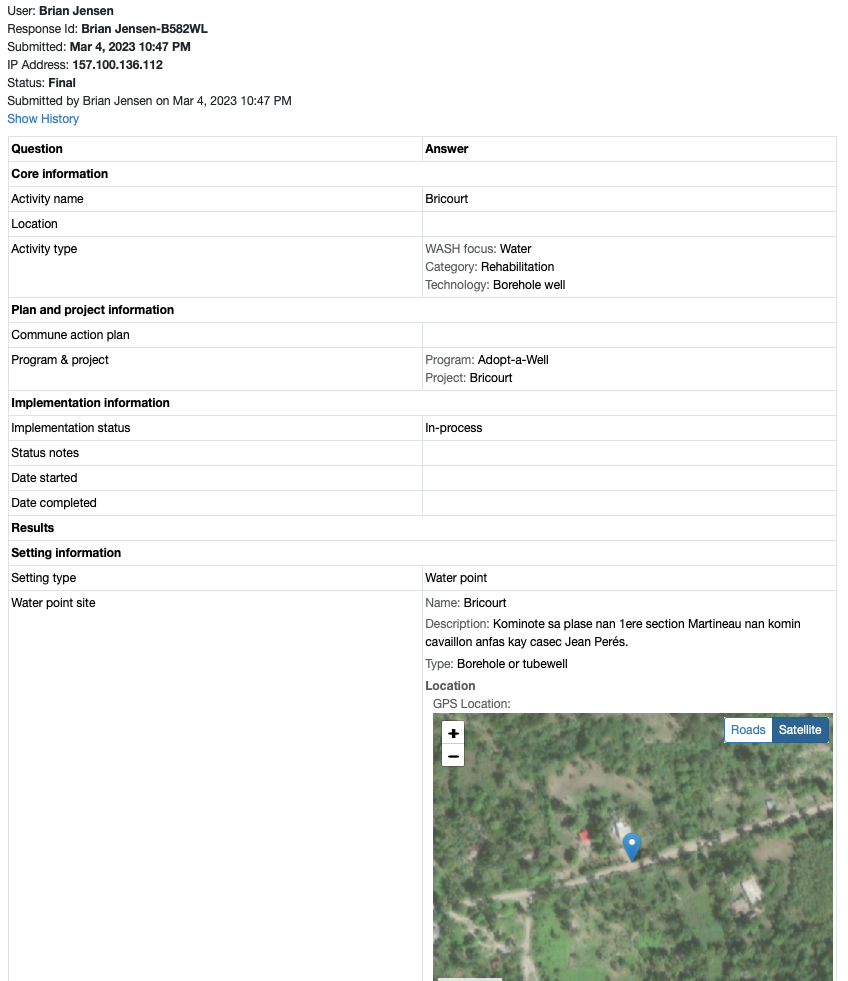 User: Brian Jensen
Response Id: Brian Jensen-B582WL
Submitted: Mar 4, 2023 10:47 PM
IP Address: 157.100.136.112
Status: Final
Submitted by Brian Jensen on Mar 4, 2023 10:47 PM
Show History
Question Answer
Core information
Activity name Bricourt
Location
Activity type WASH focus: Water
Category: Rehabilitation
Technology: Borehole well
Plan and project information
Commune action plan
Program & project Program: Adopt-a-Well
Project: Bricourt
Implementation information
Implementation status In-process
Status notes
Date started
Date completed
Results
Setting information
Setting type Water point
Water point site Name: Bricourt
Description: Kominote sa plase nan 1ere section Martineau nan komin
cavaillon anfas kay casec Jean Perés.
Type: Borehole or tubewell
Location
GPS Location:
+ Roads Satellite
−